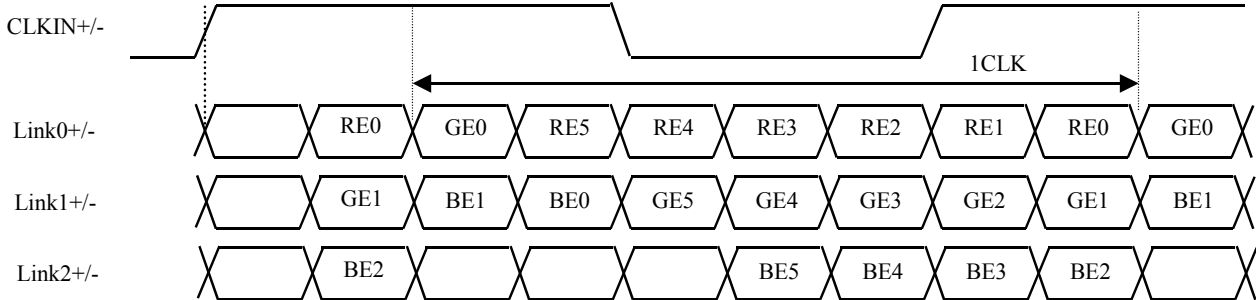 CLKIN+/-
1CLK
Link0+/- RE0 GE0 RE5 RE4 RE3 RE2 RE1 RE0 GE0
Link1+/- GE1 BE1 BE0 GE5 GE4 GE3 GE2 GE1 BE1
Link2+/- BE2 BE5 BE4 BE3 BE2